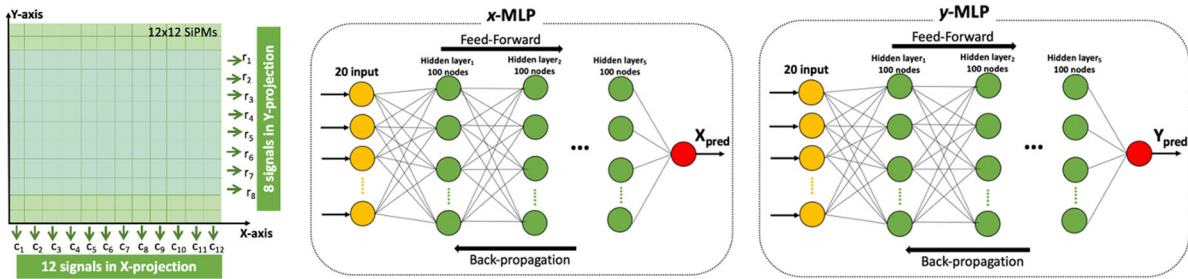 Y-axis
12x12 SiPMs
r1
r2
r3
r4
r5
r6
r7
r8
8 signals in Y-projection
X-axis
c1 c2 c3 c4 c5 c6 c7 c8 c9 c10 c11 c12
12 signals in X-projection
x-MLP
Feed-Forward
20 input
Hidden layer1
100 nodes
Hidden layer2
100 nodes
Hidden layer5
100 nodes
...
Xpred
Back-propagation
y-MLP
Feed-Forward
20 input
Hidden layer1
100 nodes
Hidden layer2
100 nodes
Hidden layer5
100 nodes
...
Ypred
Back-propagation